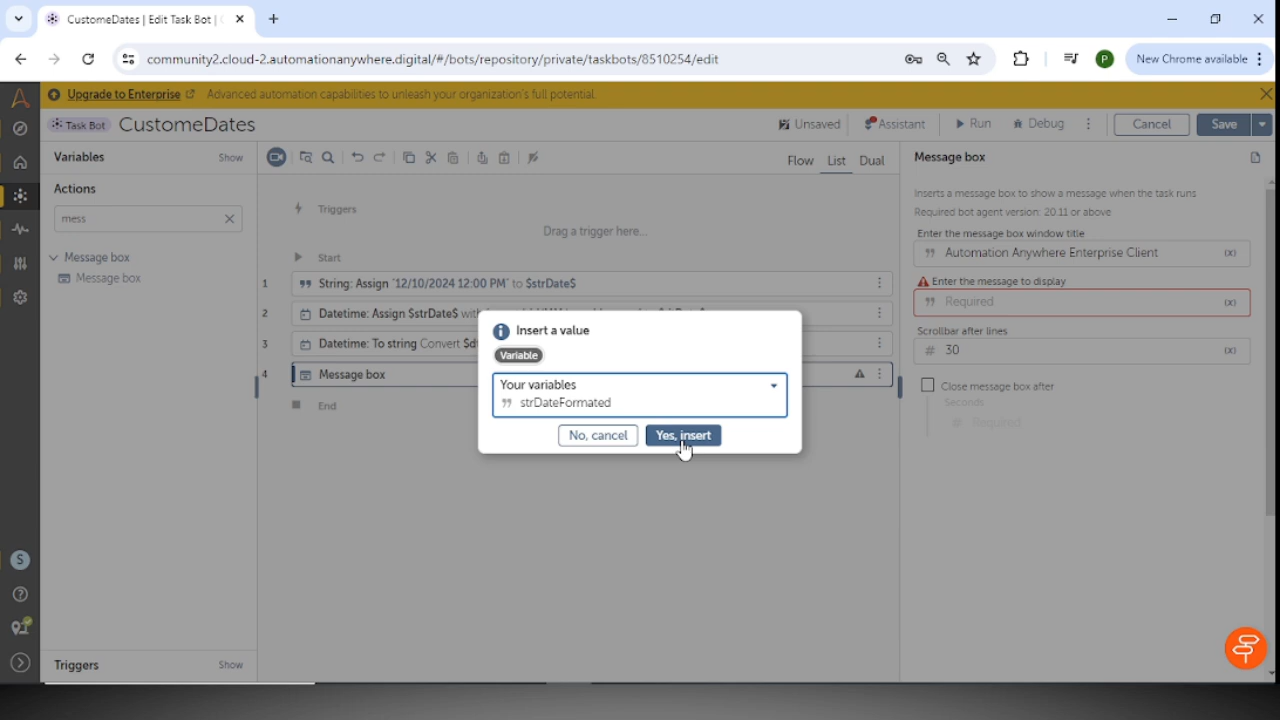 CustomeDates | Edit Task Bot |
community2.cloud-2.automationanywhere.digital/#/bots/repository/private/taskbots/8510254/edit
P
New Chrome available
Upgrade to Enterprise
Advanced automation capabilities to unleash your organization's full potential.
Task Bot
CustomeDates
Unsaved
Assistant
Run
Debug
Cancel
Save
Variables
Show
Flow
List
Dual
Message box
Actions
Inserts a message box to show a message when the task runs
Required bot agent version: 20.11 or above
mess
Triggers
Drag a trigger here...
Enter the message box window title
Automation Anywhere Enterprise Client
(x)
Message box
Message box
Start
Enter the message to display
Required
(x)
1
String: Assign "12/10/2024 12:00 PM" to $strDate$
2
Datetime: Assign $strDate$
Scrollbar after lines
# 30
(x)
3
Datetime: To string Convert
4
Message box
Close message box after
Seconds
# Required
End
Insert a value
Variable
Your variables
strDateFormated
No, cancel
Yes, insert
S
Triggers
Show